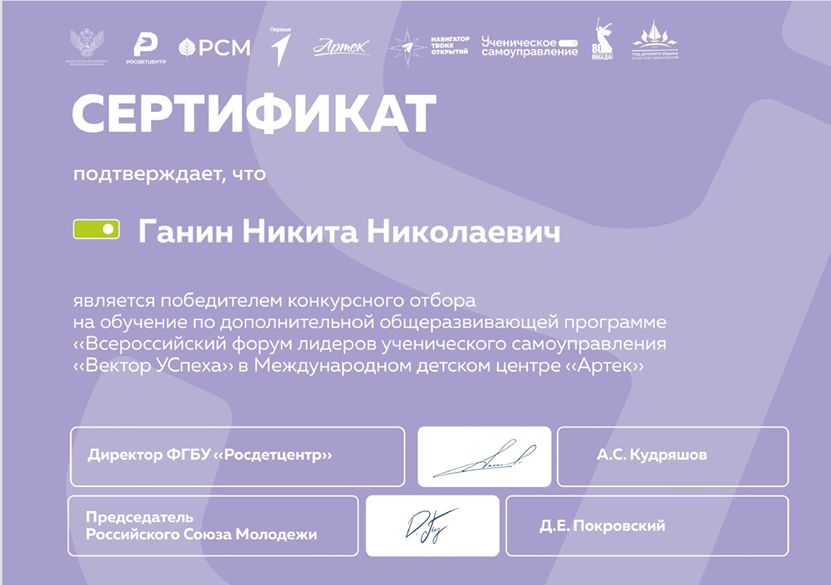 РОСДЕТЦЕНТР
РСМ
Первые
Артек
НАВИГАТОР
ТВОИХ
ОТКРЫТИЙ
Ученическое
самоуправление
80
ПОБЕДА!
СЕРТИФИКАТ
подтверждает, что
Ганин Никита Николаевич
является победителем конкурсного отбора
на обучение по дополнительной общеразвивающей программе
‹‹Всероссийский форум лидеров ученического самоуправления
‹‹Вектор УСпеха›› в Международном детском центре ‹‹Артек››
Директор ФГБУ ‹‹Росдетцентр››
А.С. Кудряшов
Председатель
Российского Союза Молодежи
Д.Е. Покровский